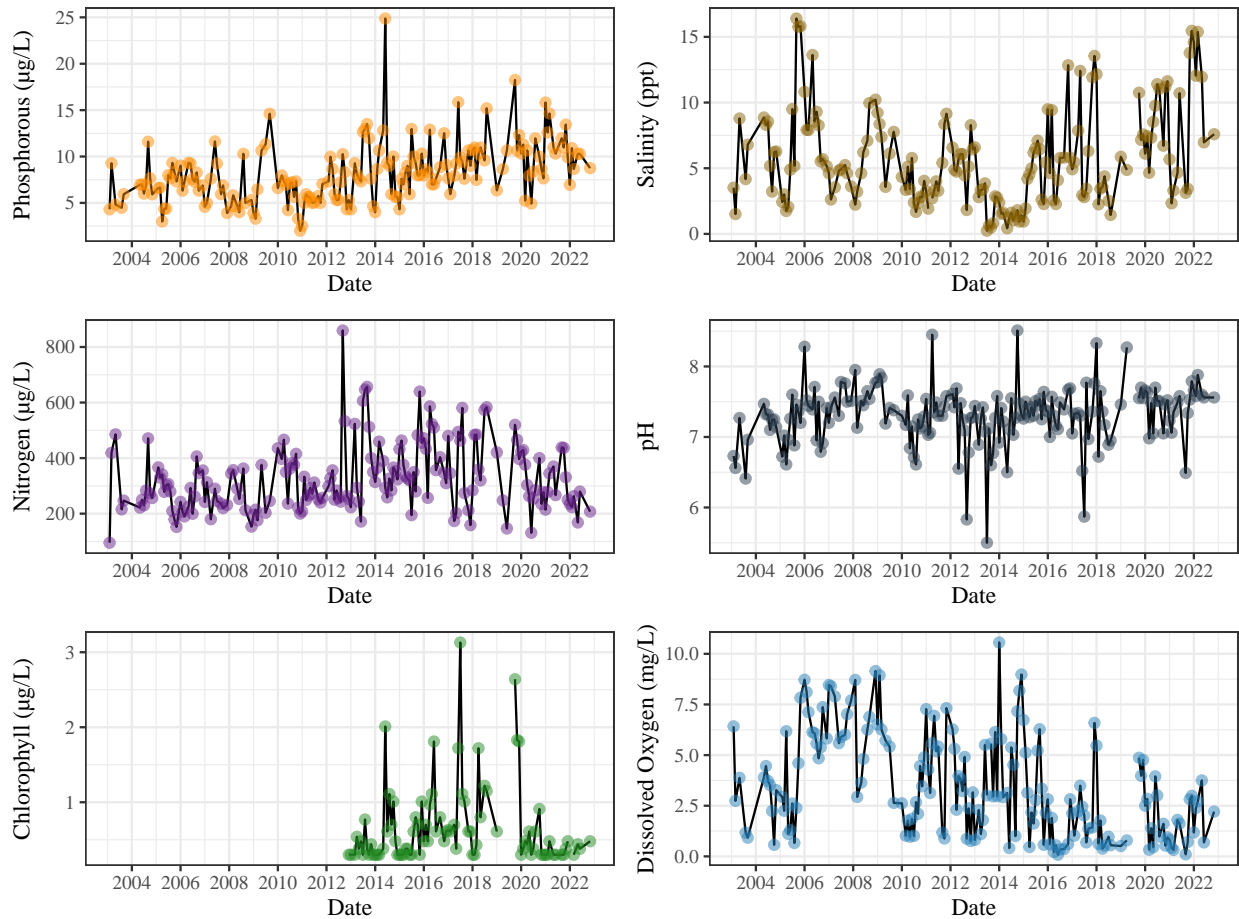 Phosphorous (μg/L)
25
20
15
10
5
2004 2006 2008 2010 2012 2014 2016 2018 2020 2022
Date
Salinity (ppt)
15
10
5
0
2004 2006 2008 2010 2012 2014 2016 2018 2020 2022
Date
Nitrogen (μg/L)
800
600
400
200
2004 2006 2008 2010 2012 2014 2016 2018 2020 2022
Date
pH
8
7
6
2004 2006 2008 2010 2012 2014 2016 2018 2020 2022
Date
Chlorophyll (μg/L)
3
2
1
2004 2006 2008 2010 2012 2014 2016 2018 2020 2022
Date
Dissolved Oxygen (mg/L)
10.0
7.5
5.0
2.5
0.0
2004 2006 2008 2010 2012 2014 2016 2018 2020 2022
Date